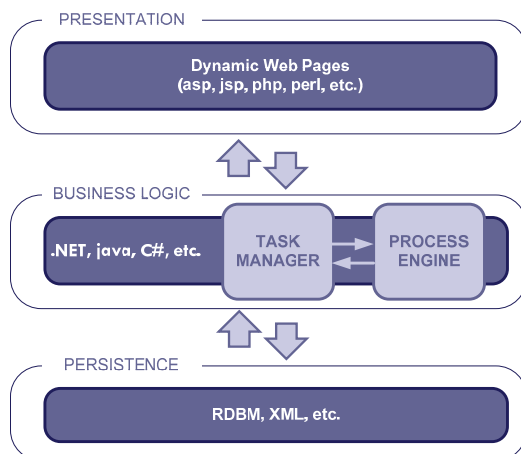 PRESENTATION
Dynamic Web Pages
(asp, jsp, php, perl, etc.)
BUSINESS LOGIC
.NET, java, C#, etc.
TASK
MANAGER
PROCESS
ENGINE
PERSISTENCE
RDBM, XML, etc.